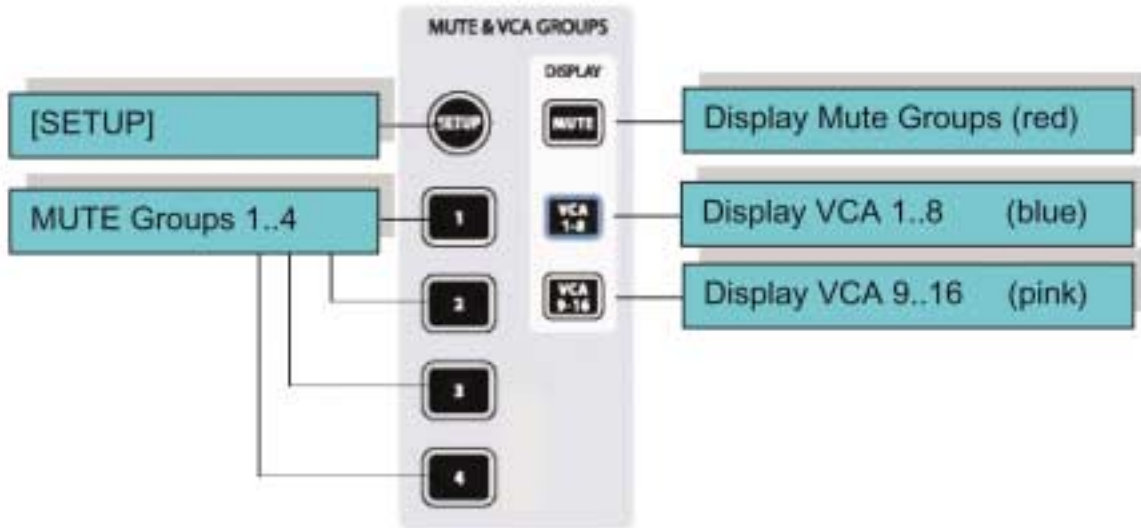 MUTE & VCA GROUPS
DISPLAY
[SETUP]
SETUP
MUTE
Display Mute Groups (red)
MUTE Groups 1..4
1
VCA
1-8
Display VCA 1..8 (blue)
2
VCA
9-16
Display VCA 9..16 (pink)
3
4